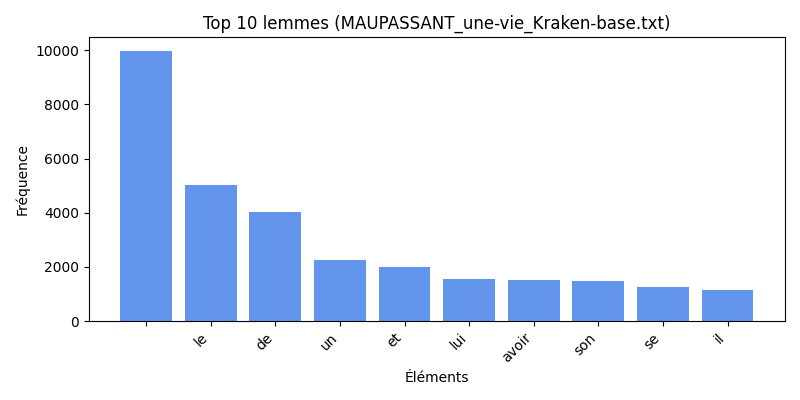 Top 10 lemmes (MAUPASSANT_une-vie_Kraken-base.txt)
10000
8000
6000
4000
2000
0
Fréquence
le
de
un
et
lui
avoir
son
se
il
Éléments